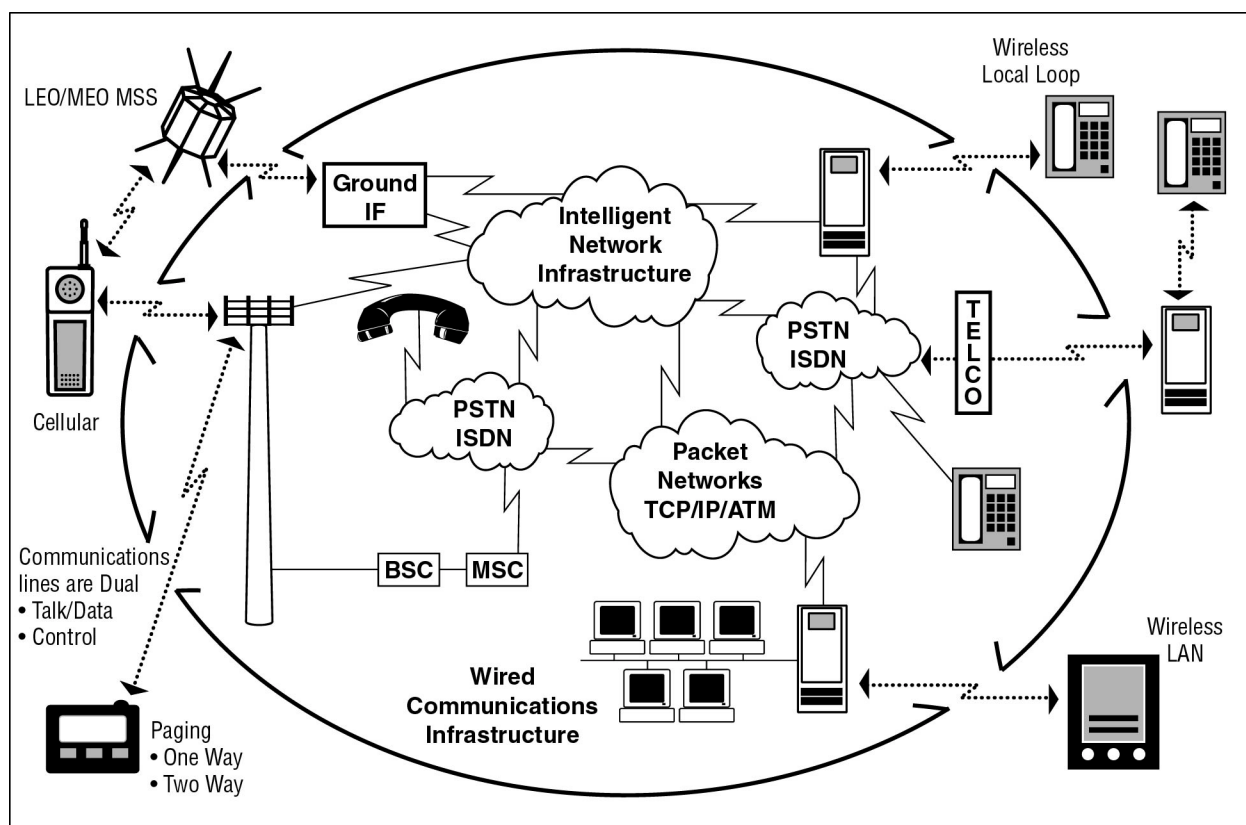 LEO/MEO MSS
Wireless
Local Loop
Ground
IF
Intelligent
Network
Infrastructure
Cellular
PSTN
ISDN
TELCO
PSTN
ISDN
Packet
Networks
TCP/IP/ATM
BSC
MSC
Communications
lines are Dual
• Talk/Data
• Control
Wired
Communications
Infrastructure
Wireless
LAN
Paging
• One Way
• Two Way